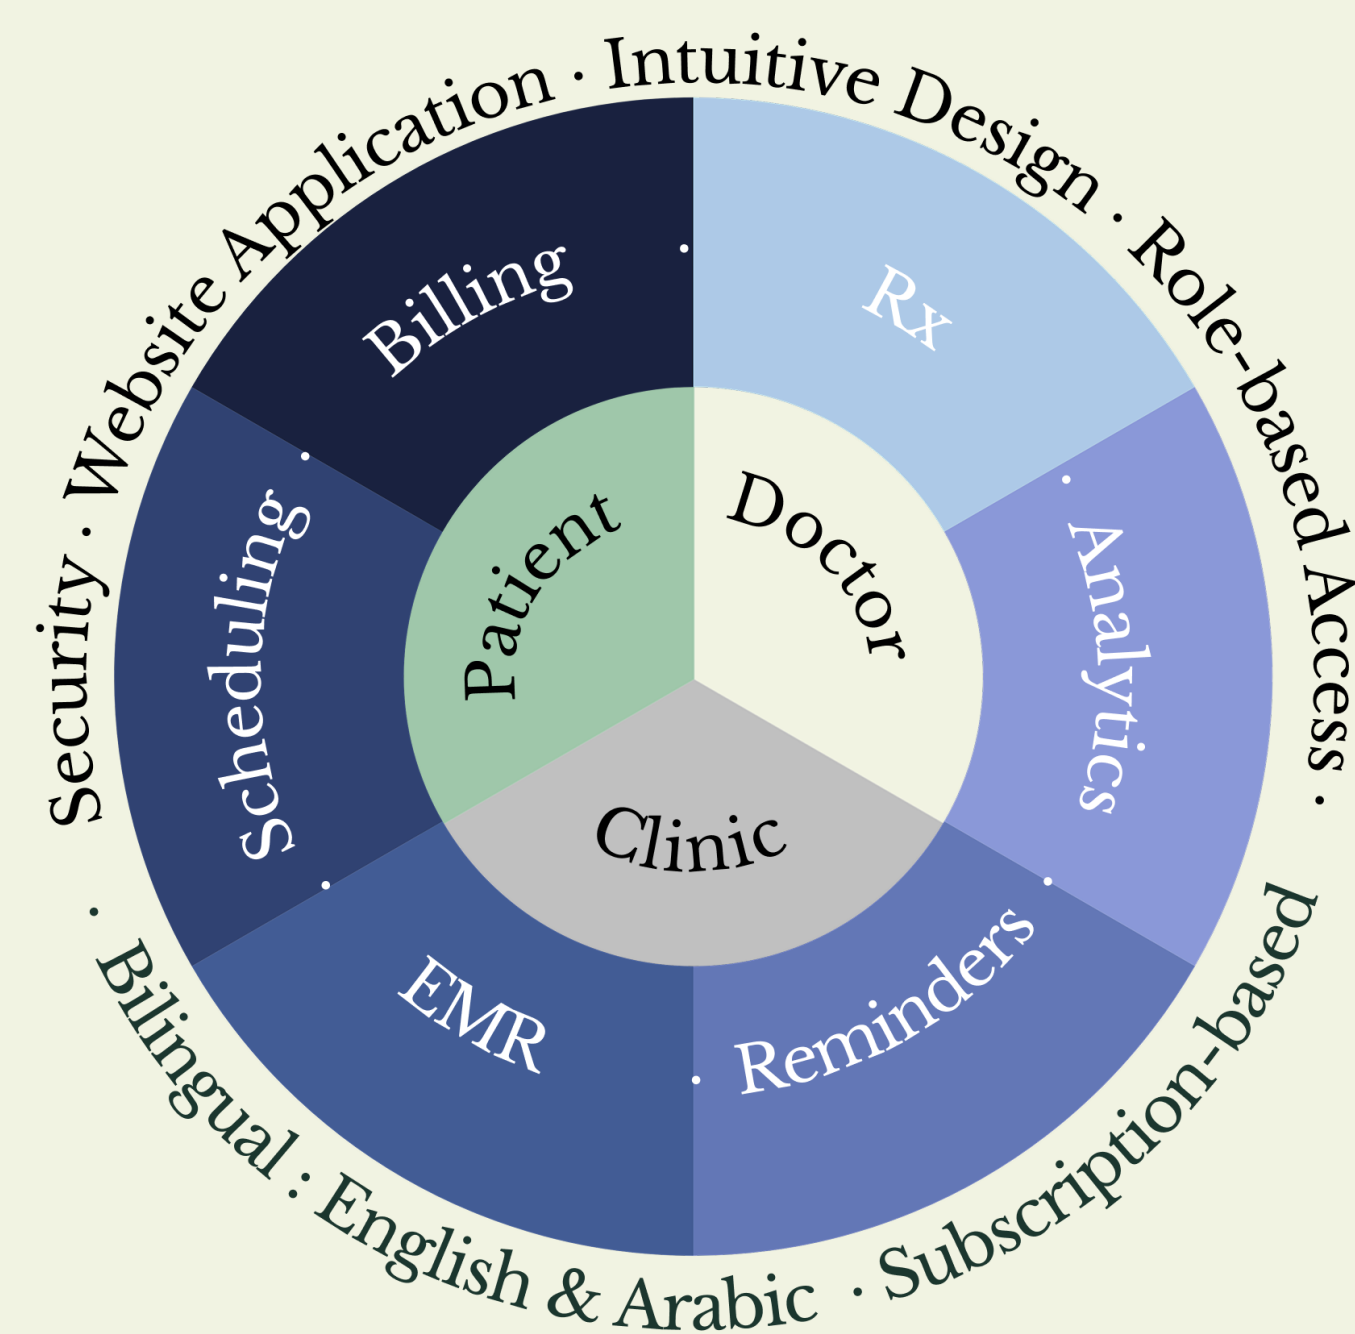 Security · Website Application · Intuitive Design · Role-based Access ·
· Bilingual : English & Arabic · Subscription-based
Billing ·
Rx
· Analytics
Reminders ·
EMR ·
· Scheduling ·
Patient
Doctor
Clinic